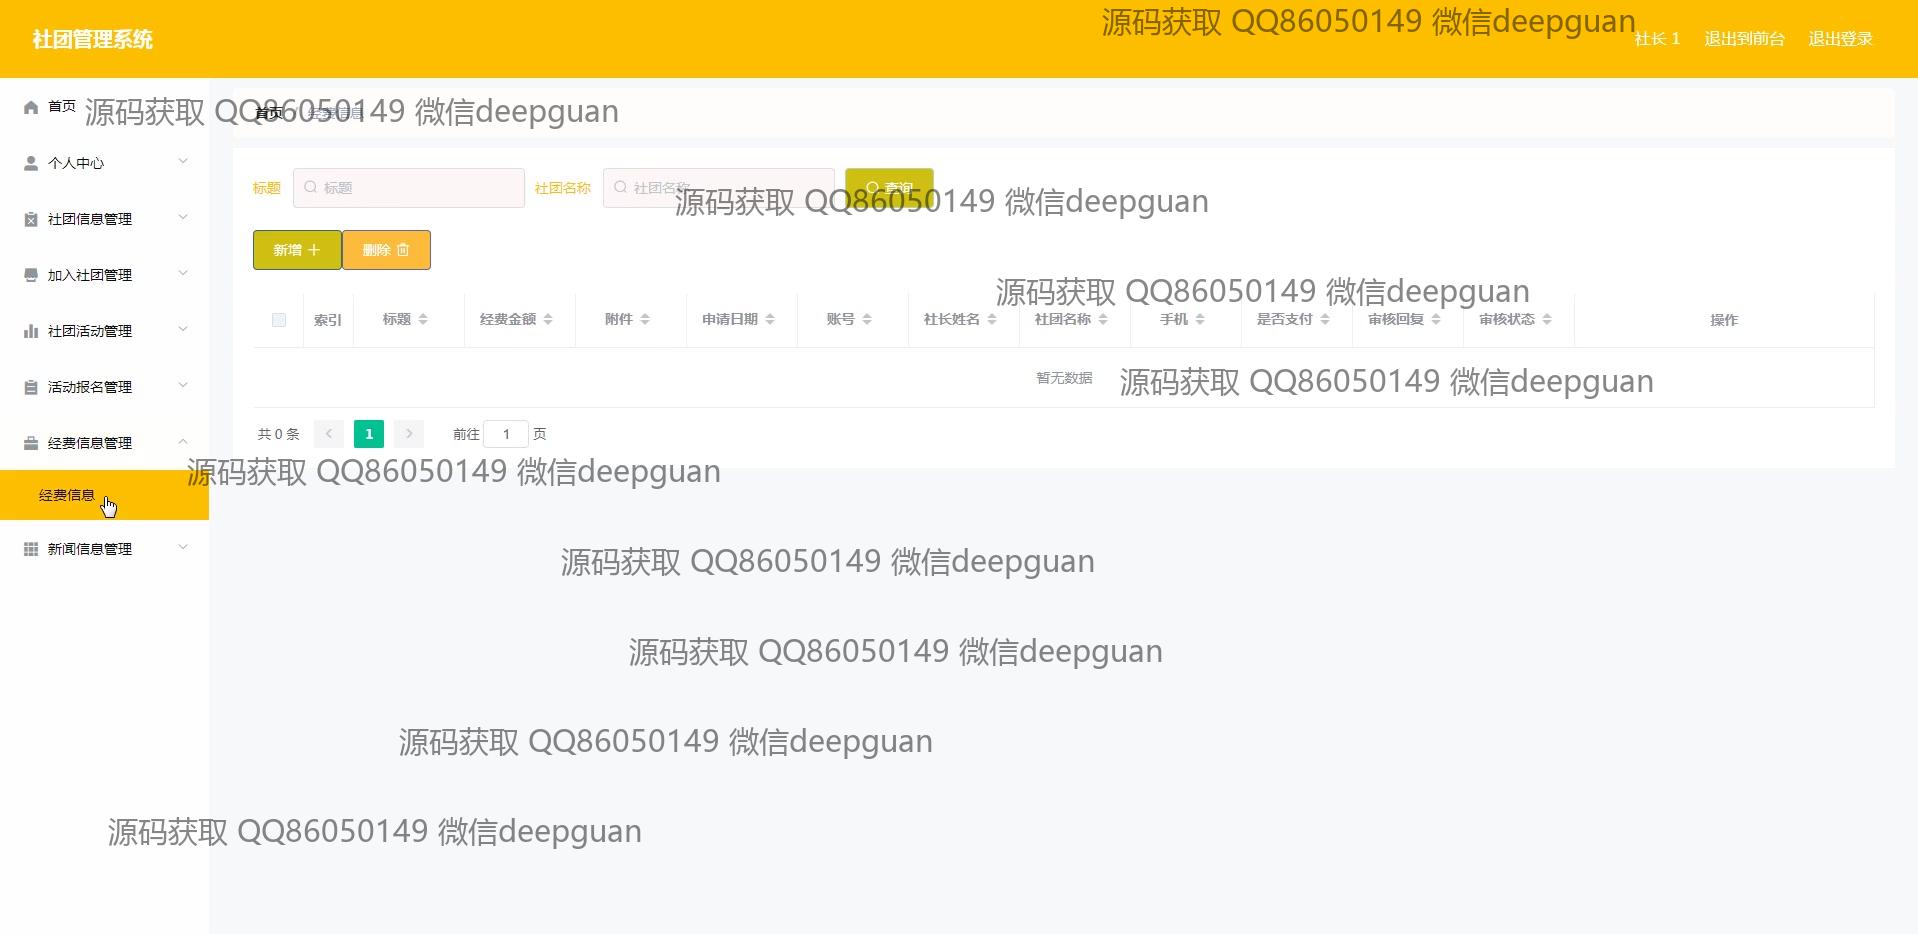 源码获取 QQ86050149 微信deepguan
社团管理系统
社长 1 退出到前台 退出登录
首页
源码获取 QQ86050149 微信deepguan
首页 / 经费信息
个人中心
标题 标题 社团名称 社团名称 查询
源码获取 QQ86050149 微信deepguan
社团信息管理
新增 删除
加入社团管理
源码获取 QQ86050149 微信deepguan
索引 标题 经费金额 附件 申请日期 账号 社长姓名 社团名称 手机 是否支付 审核回复 审核状态 操作
社团活动管理
暂无数据
源码获取 QQ86050149 微信deepguan
活动报名管理
共 0 条 1 前往 1 页
经费信息管理
源码获取 QQ86050149 微信deepguan
经费信息
新闻信息管理
源码获取 QQ86050149 微信deepguan
源码获取 QQ86050149 微信deepguan
源码获取 QQ86050149 微信deepguan
源码获取 QQ86050149 微信deepguan